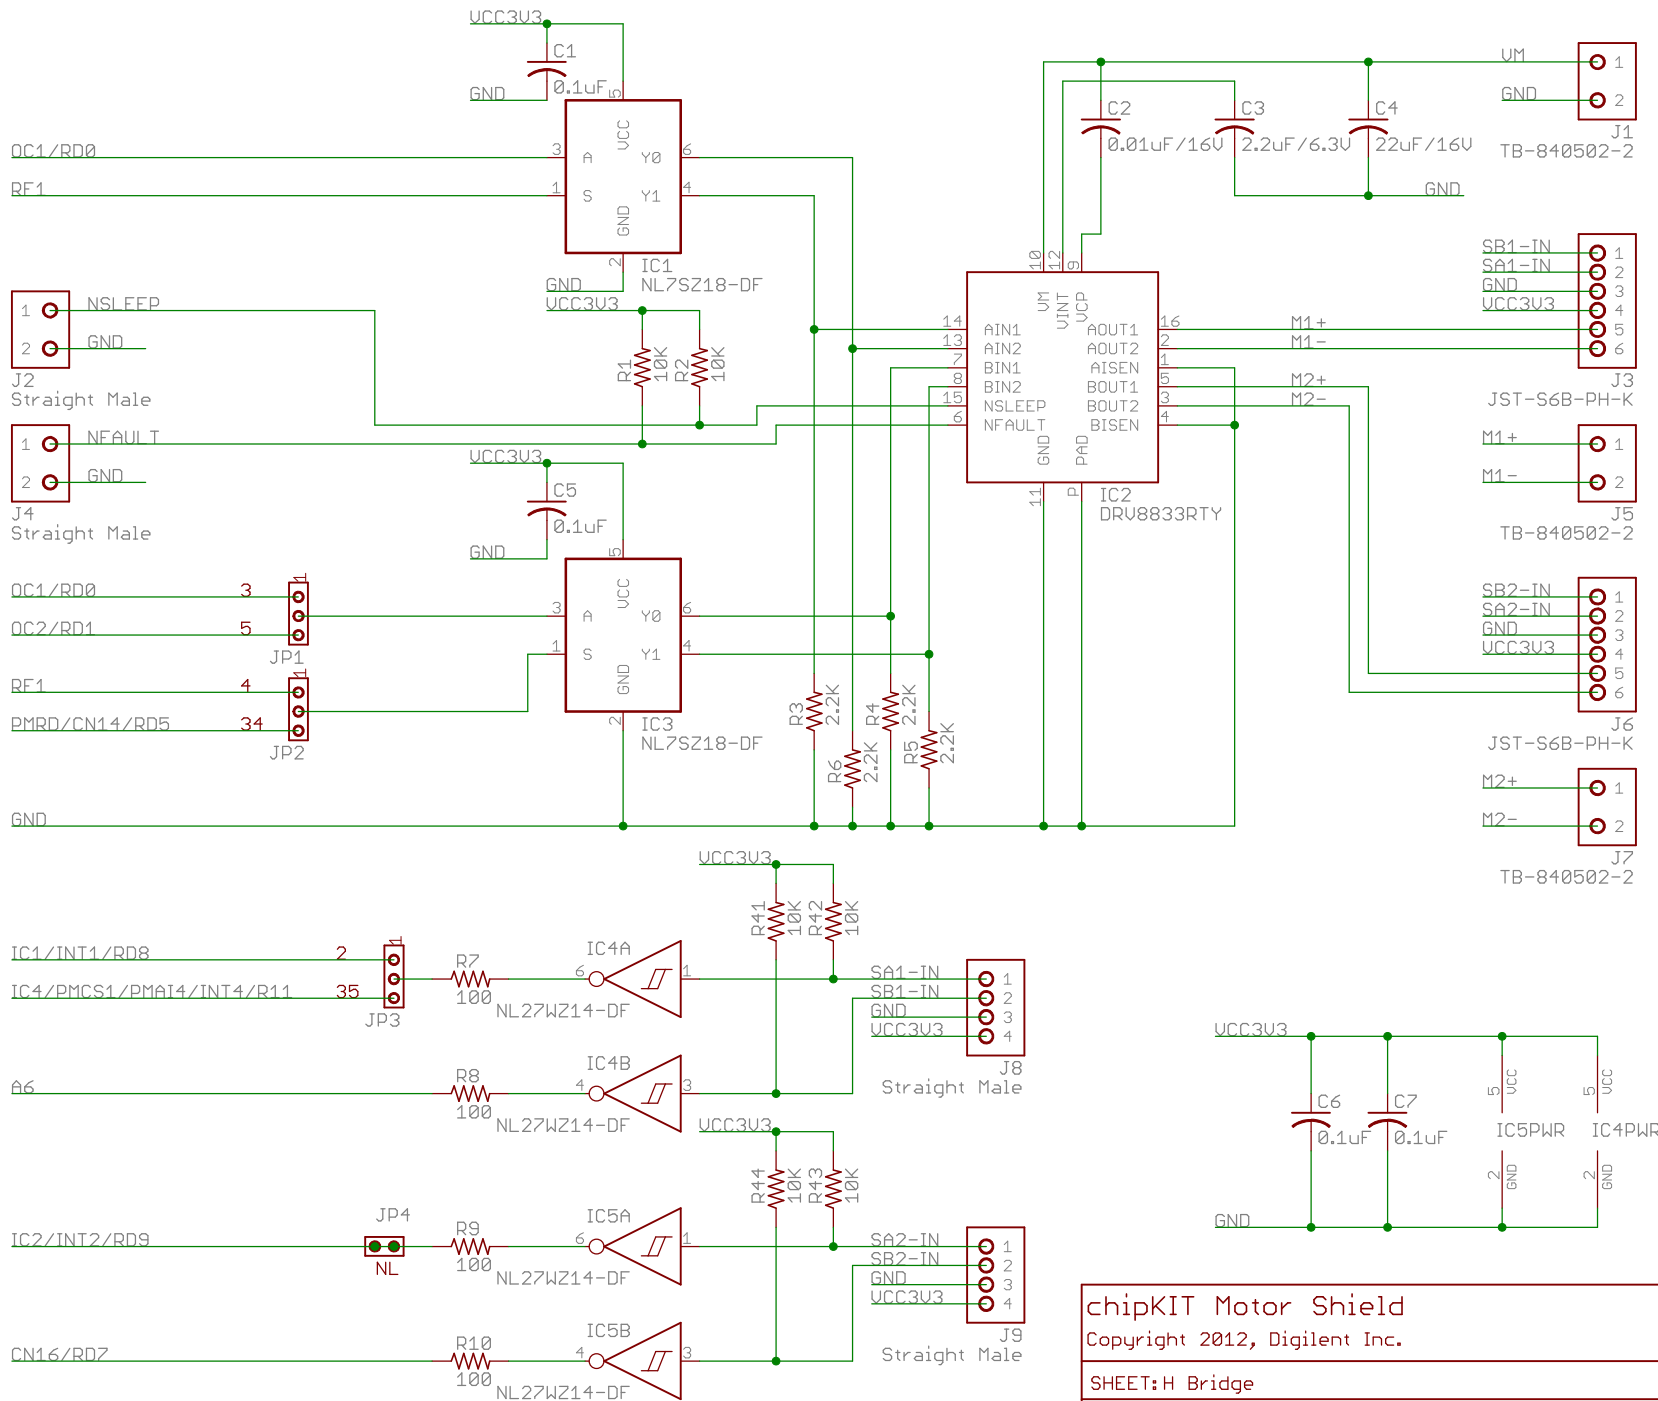 VCC3V3
C1
0.1uF
GND
5
VCC
OC1/RD0
3
A
Y0
6
RF1
1
S
Y1
4
GND
2
IC1
NL7SZ18-DF
GND
VCC3V3
1
NSLEEP
2
GND
J2
Straight Male
R1
10K
R2
10K
1
NFAULT
2
GND
J4
Straight Male
VCC3V3
C5
0.1uF
GND
5
VCC
OC1/RD0
3
1
OC2/RD1
5
JP1
3
A
Y0
6
1
S
Y1
4
GND
2
IC3
NL7SZ18-DF
RF1
4
1
PMRD/CN14/RD5
34
JP2
R3
2.2K
R6
2.2K
R4
2.2K
R5
2.2K
GND
C2
0.01uF/16V
C3
2.2uF/6.3V
C4
22uF/16V
GND
VM
1
GND
2
J1
TB-840502-2
10
12
9
VM
VINT
VCP
14
AIN1
AOUT1
16
13
AIN2
AOUT2
2
7
BIN1
AISEN
1
8
BIN2
BOUT1
5
15
NSLEEP
BOUT2
3
6
NFAULT
BISEN
4
GND
PAD
11
P
IC2
DRV8833RTY
M1+
M1-
M2+
M2-
SB1-IN
1
SA1-IN
2
GND
3
VCC3V3
4
5
6
J3
JST-S6B-PH-K
M1+
1
M1-
2
J5
TB-840502-2
SB2-IN
1
SA2-IN
2
GND
3
VCC3V3
4
5
6
J6
JST-S6B-PH-K
M2+
1
M2-
2
J7
TB-840502-2
VCC3V3
R41
10K
R42
10K
IC1/INT1/RD8
2
1
IC4/PMCS1/PMAI4/INT4/R11
35
JP3
R7
100
IC4A
6
1
NL27WZ14-DF
SA1-IN
1
SB1-IN
2
GND
3
VCC3V3
4
J8
Straight Male
A6
R8
100
IC4B
4
3
NL27WZ14-DF
VCC3V3
R44
10K
R43
10K
IC2/INT2/RD9
JP4
NL
R9
100
IC5A
6
1
NL27WZ14-DF
SA2-IN
1
SB2-IN
2
GND
3
VCC3V3
4
J9
Straight Male
CN16/RD7
R10
100
IC5B
4
3
NL27WZ14-DF
VCC3V3
C6
0.1uF
C7
0.1uF
5
VCC
IC5PWR
2
GND
5
VCC
IC4PWR
2
GND
GND
chipKIT Motor Shield
Copyright 2012, Digilent Inc.
SHEET: H Bridge